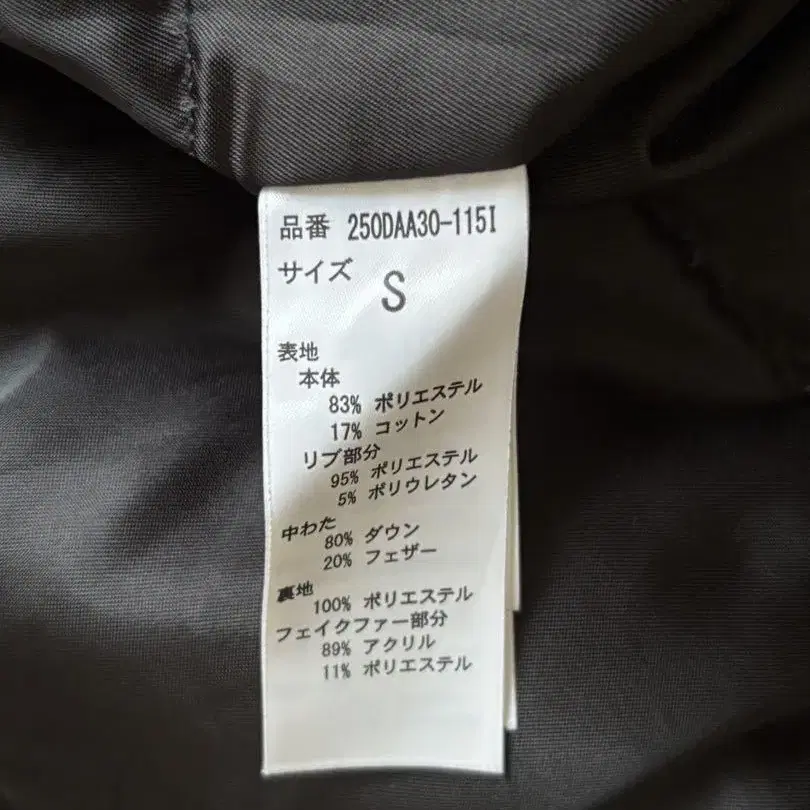 品番 250DAA30-115I
サイズ
S
表地
本体
83% ポリエステル
17% コットン
リブ部分
95% ポリエステル
5% ポリウレタン
中わた
80% ダウン
20% フェザー
裏地
100% ポリエステル
フェイクファー部分
89% アクリル
11% ポリエステル